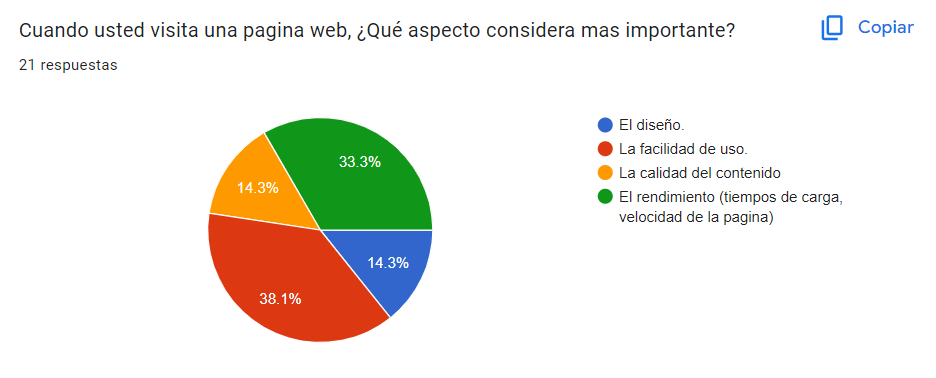 Cuando usted visita una pagina web, ¿Qué aspecto considera mas importante?
Copiar
21 respuestas
33.3%
14.3%
14.3%
38.1%
El diseño.
La facilidad de uso.
La calidad del contenido
El rendimiento (tiempos de carga,
velocidad de la pagina)